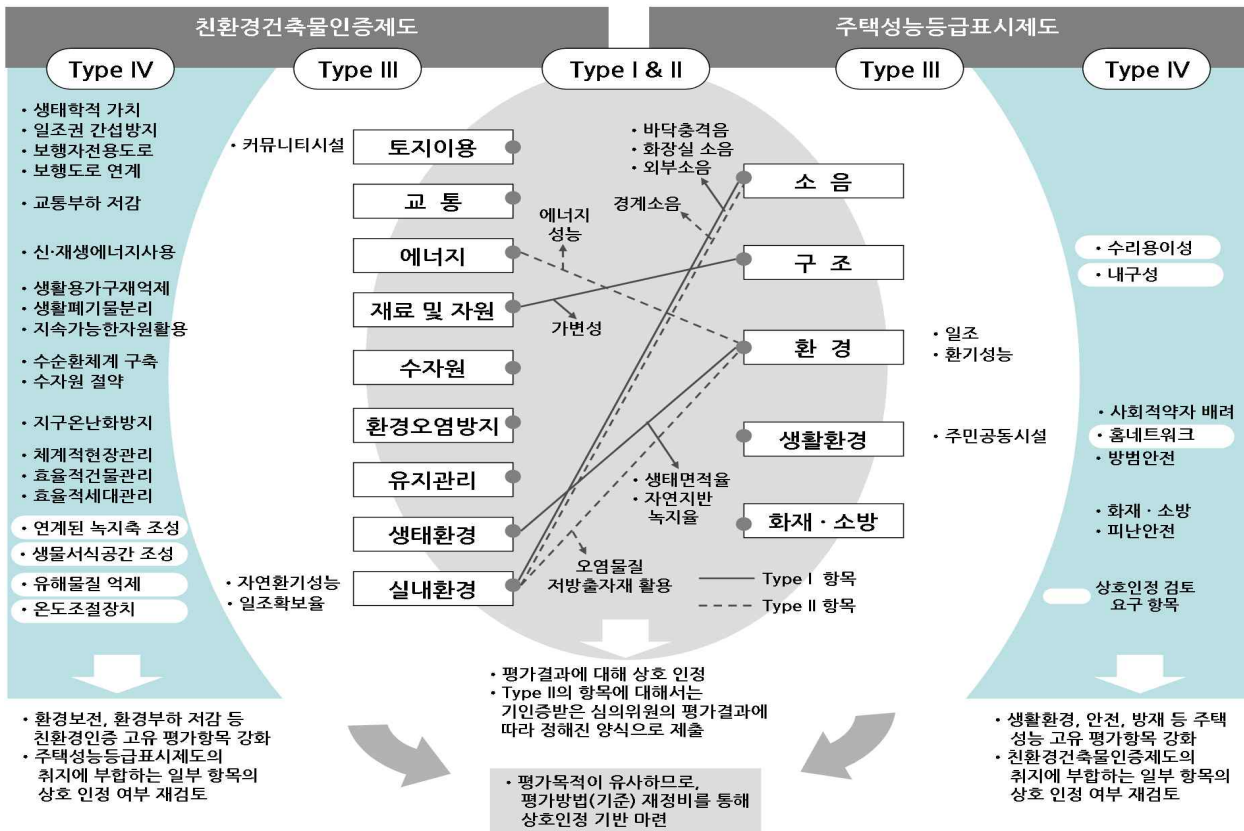 친환경건축물인증제도
주택성능등급표시제도
Type IV
Type III
Type I & II
Type III
Type IV
• 생태학적 가치
• 일조권 간섭방지
• 보행자전용도로
• 보행도로 연계
• 교통부하 저감
• 신·재생에너지사용
• 생활용가구재억제
• 생활폐기물분리
• 지속가능한자원활용
• 수순환체계 구축
• 수자원 절약
• 지구온난화방지
• 체계적현장관리
• 효율적건물관리
• 효율적세대관리
• 연계된 녹지축 조성
• 생물서식공간 조성
• 유해물질 억제
• 온도조절장치
• 커뮤니티시설
• 자연환기성능
• 일조확보율
토지이용
교 통
에너지
재료 및 자원
수자원
환경오염방지
유지관리
생태환경
실내환경
• 바닥충격음
• 화장실 소음
• 외부소음
경계소음
에너지
성능
가변성
• 생태면적율
• 자연지반
녹지율
오염물질
저방출자재 활용
Type I 항목
Type II 항목
소 음
구 조
환 경
생활환경
화재 · 소방
• 일조
• 환기성능
• 주민공동시설
• 수리용이성
• 내구성
• 사회적약자 배려
• 홈네트워크
• 방범안전
• 화재 · 소방
• 피난안전
상호인정 검토
요구 항목
• 환경보전, 환경부하 저감 등
친환경인증 고유 평가항목 강화
• 주택성능등급표시제도의
취지에 부합하는 일부 항목의
상호 인정 여부 재검토
• 평가결과에 대해 상호 인정
• Type II의 항목에 대해서는
기인증받은 심의위원의 평가결과에
따라 정해진 양식으로 제출
• 평가목적이 유사하므로,
평가방법(기준) 재정비를 통해
상호인정 기반 마련
• 생활환경, 안전, 방재 등 주택
성능 고유 평가항목 강화
• 친환경건축물인증제도의
취지에 부합하는 일부 항목의
상호 인정 여부 재검토